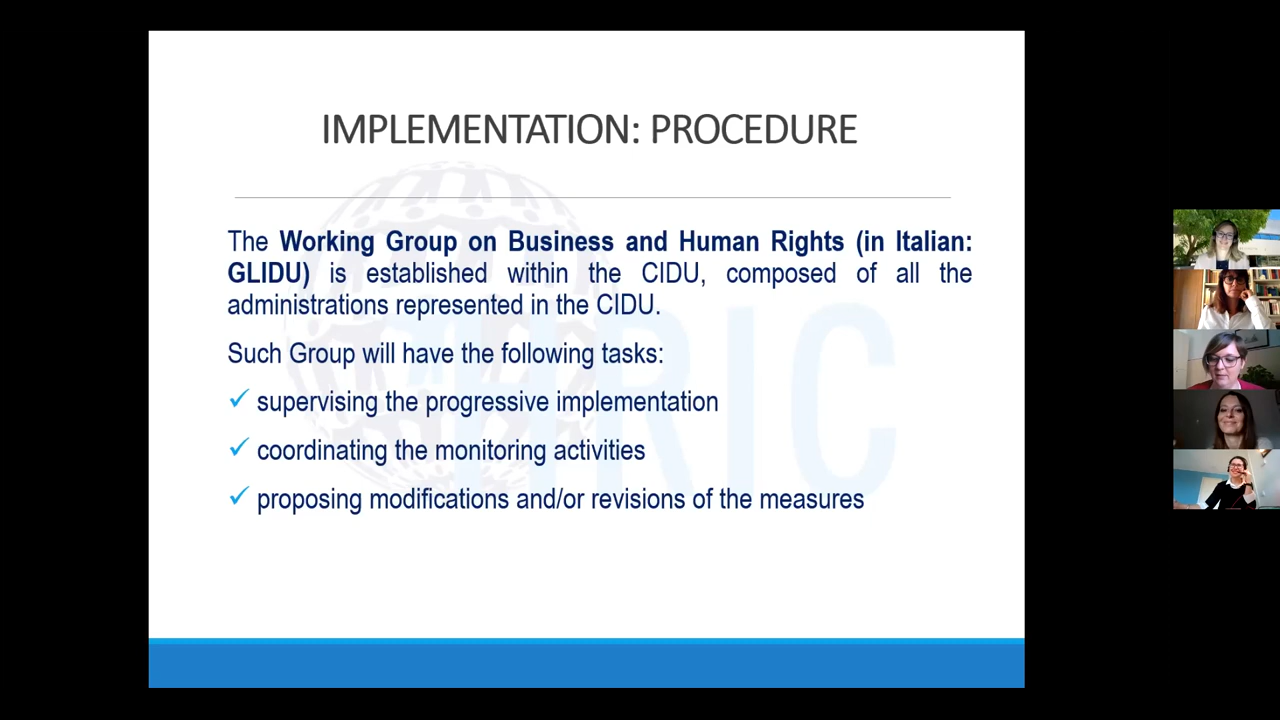 IMPLEMENTATION: PROCEDURE
The Working Group on Business and Human Rights (in Italian:
GLIDU) is established within the CIDU, composed of all the
administrations represented in the CIDU.
Such Group will have the following tasks:
✓ supervising the progressive implementation
✓ coordinating the monitoring activities
✓ proposing modifications and/or revisions of the measures
HRIC